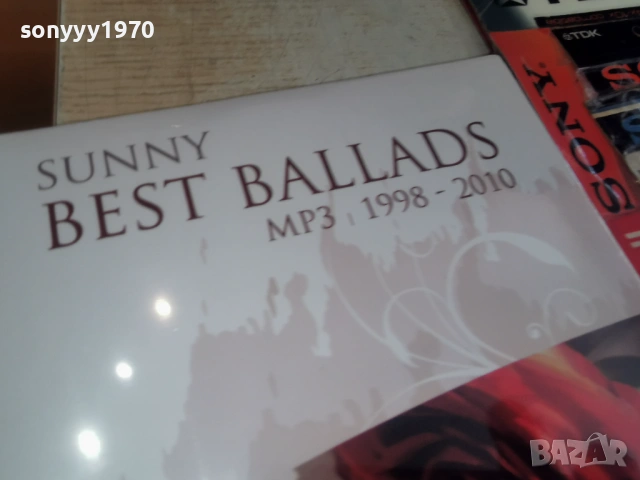 sonyyy1970
SUNNY
BEST BALLADS
MP3 1998 - 2010
TDK
SONY
BAZAR